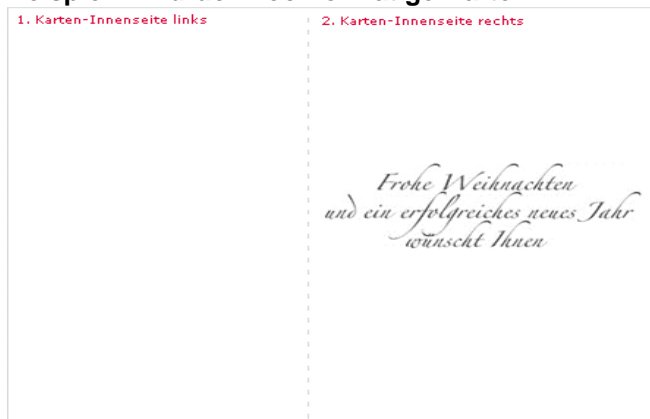 1. Karten-Innenseite links
2. Karten-Innenseite rechts
Frohe Weihnachten
und ein erfolgreiches neues Jahr
wünscht Ihnen